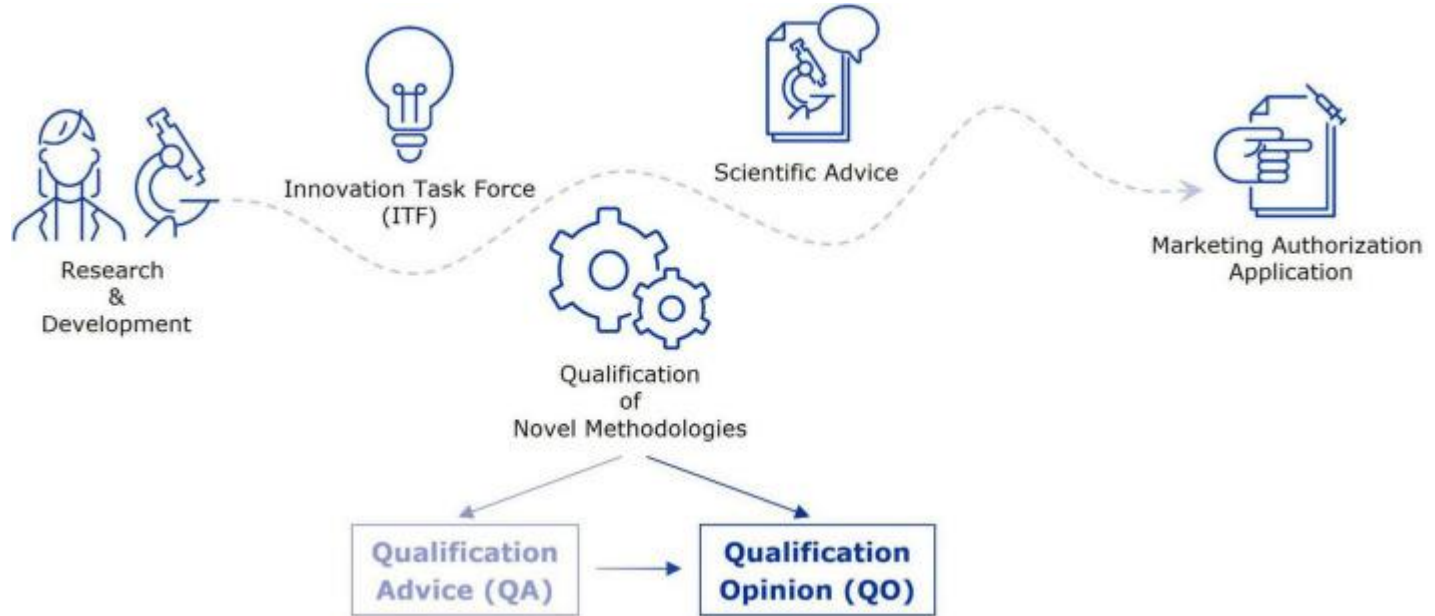 Research
&
Development
Innovation Task Force
(ITF)
Qualification
of
Novel Methodologies
Scientific Advice
Marketing Authorization
Application
Qualification
Advice (QA)
Qualification
Opinion (QO)